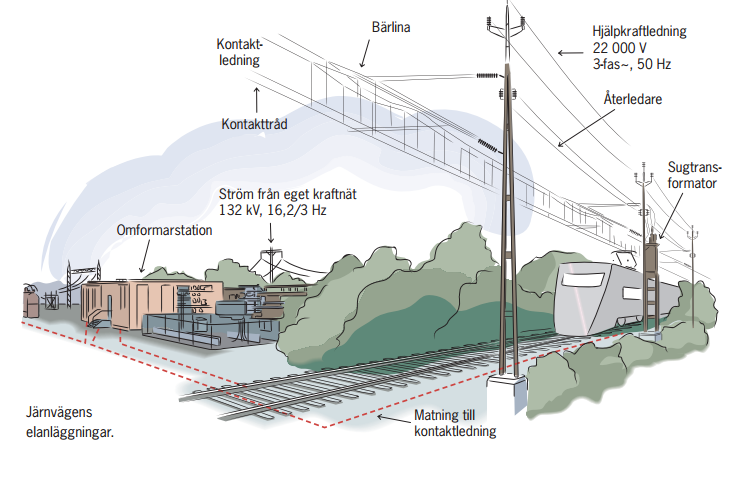 Bärlina
Kontakt-
ledning
Hjälpkraftledning
22 000 V
3-fas~, 50 Hz
Återledare
Kontakttråd
Sugtrans-
formator
Ström från eget kraftnät
132 kV, 16,2/3 Hz
Omformarstation
Järnvägens
elanläggningar.
Matning till
kontaktledning